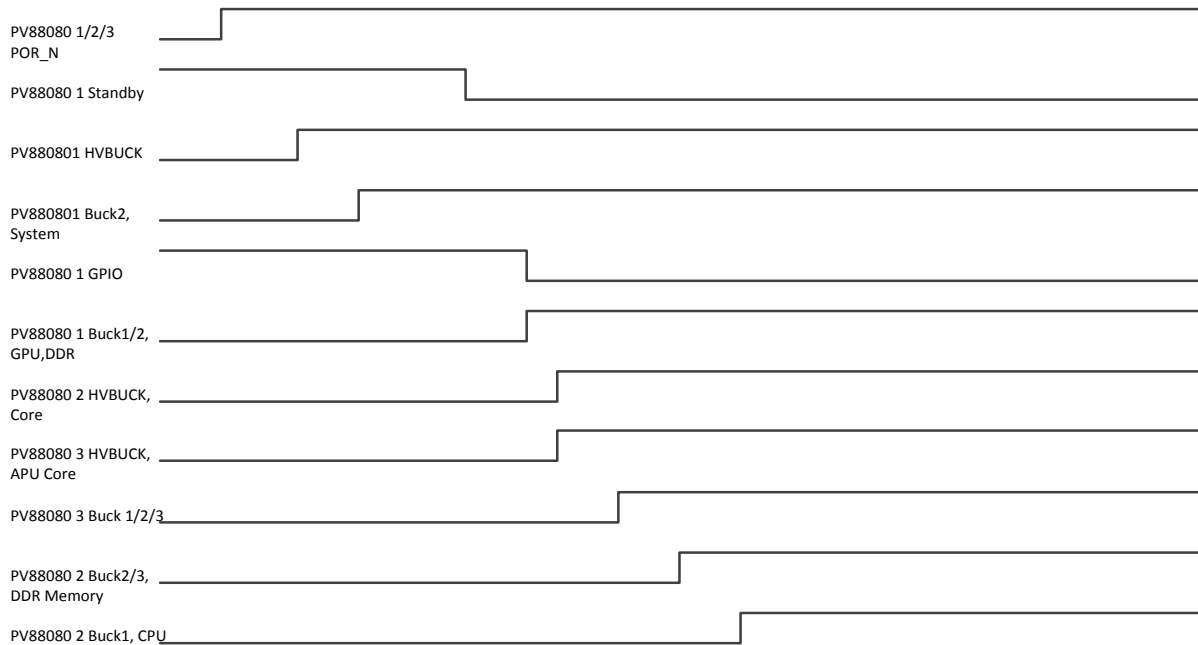 PV88080 1/2/3
POR_N
PV88080 1 Standby
PV880801 HVBUCK
PV880801 Buck2,
System
PV88080 1 GPIO
PV88080 1 Buck1/2,
GPU,DDR
PV88080 2 HVBUCK,
Core
PV88080 3 HVBUCK,
APU Core
PV88080 3 Buck 1/2/3
PV88080 2 Buck2/3,
DDR Memory
PV88080 2 Buck1, CPU